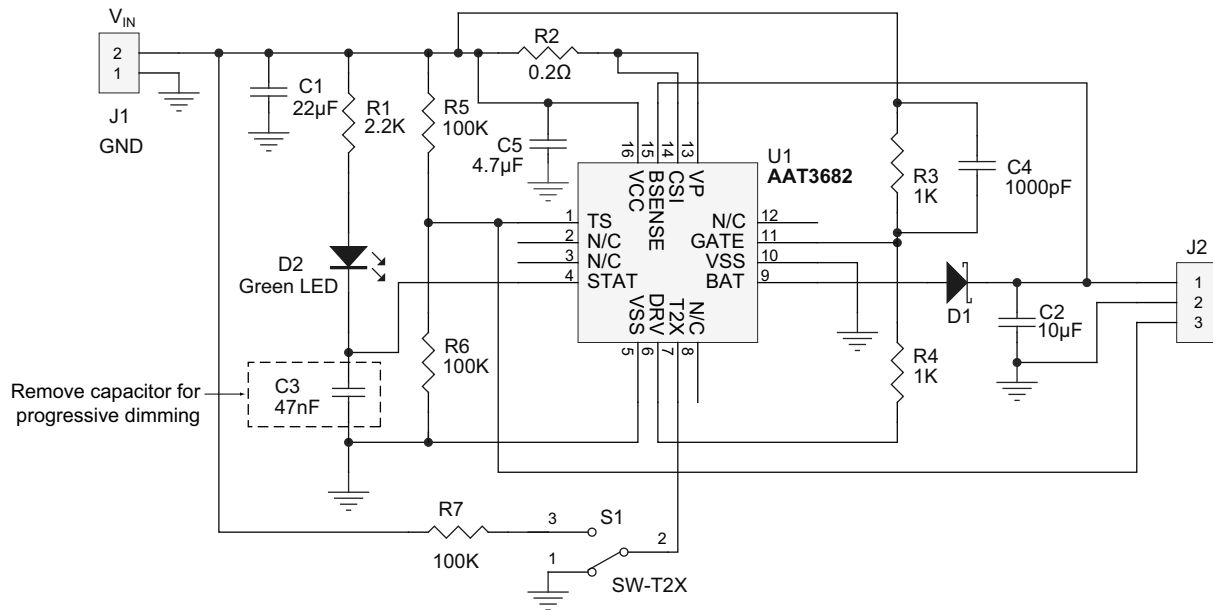 V_IN
2
1
J1
GND
C1
22µF
R1
2.2K
R5
100K
R2
0.2Ω
C5
4.7µF
16
15
14
13
VCC
BSENSE
CSI
VP
U1
AAT3682
R3
1K
C4
1000pF
1
2
3
4
TS
N/C
N/C
STAT
N/C
GATE
VSS
BAT
12
11
10
9
VSS
DRV
T2X
N/C
5
6
7
8
D2
Green LED
D1
C2
10µF
J2
1
2
3
R6
100K
R4
1K
Remove capacitor for
progressive dimming
C3
47nF
R7
100K
3
S1
2
1
SW-T2X